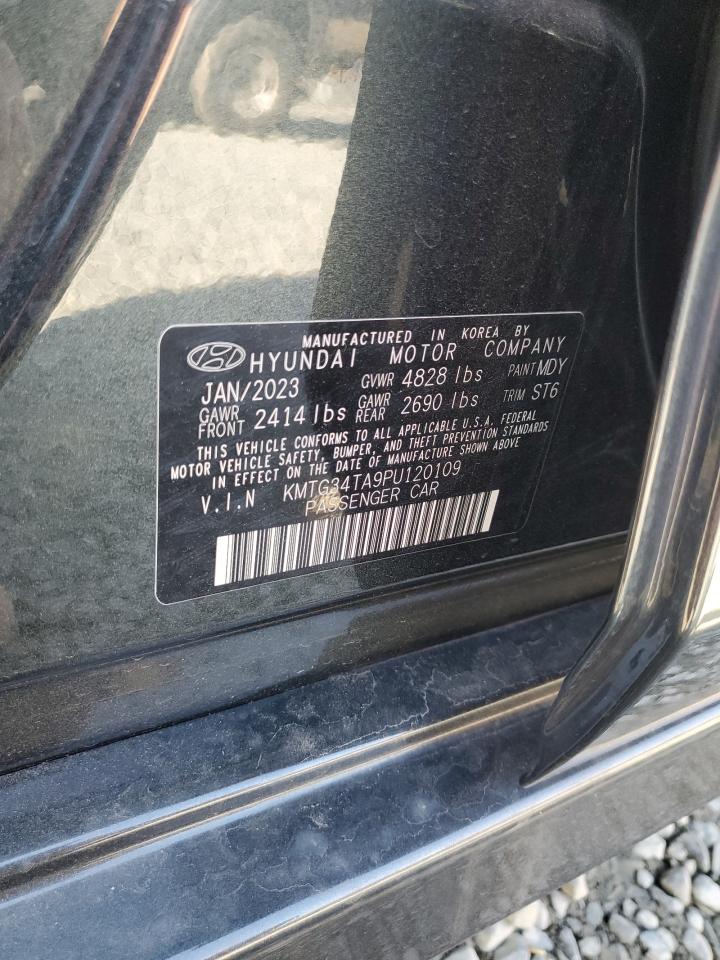 MANUFACTURED IN KOREA BY
HYUNDAI MOTOR COMPANY
JAN/2023 GVWR 4828 lbs PAINT MDY
GAWR FRONT 2414 lbs GAWR REAR 2690 lbs TRIM ST6
THIS VEHICLE CONFORMS TO ALL APPLICABLE U.S.A. FEDERAL
MOTOR VEHICLE SAFETY, BUMPER, AND THEFT PREVENTION STANDARDS
IN EFFECT ON THE DATE OF MANUFACTURE SHOWN ABOVE
V.I.N KMTG34TA9PU120109
PASSENGER CAR